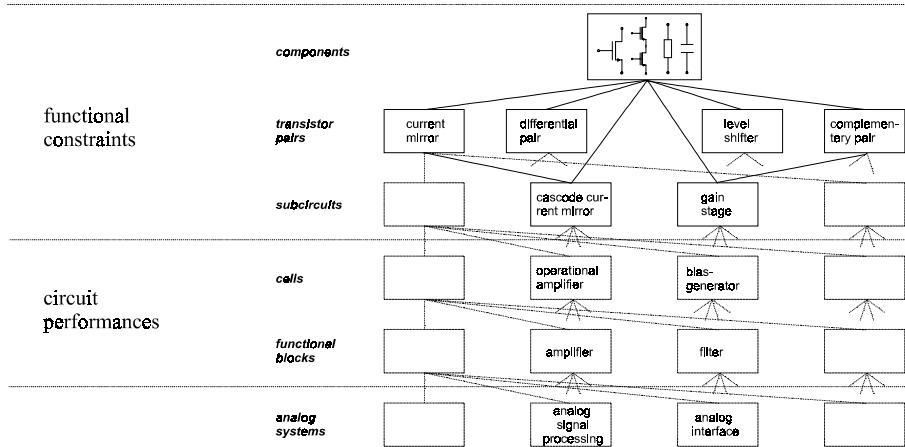 components
functional
constraints
transistor
pairs
current
mirror
differential
pair
level
shifter
complemen-
tary pair
subcircuits
cascode cur-
rent mirror
gain
stage
cells
operational
amplifier
bias-
generator
circuit
performances
functional
blocks
amplifier
filter
analog
systems
analog
signal
processing
analog
interface